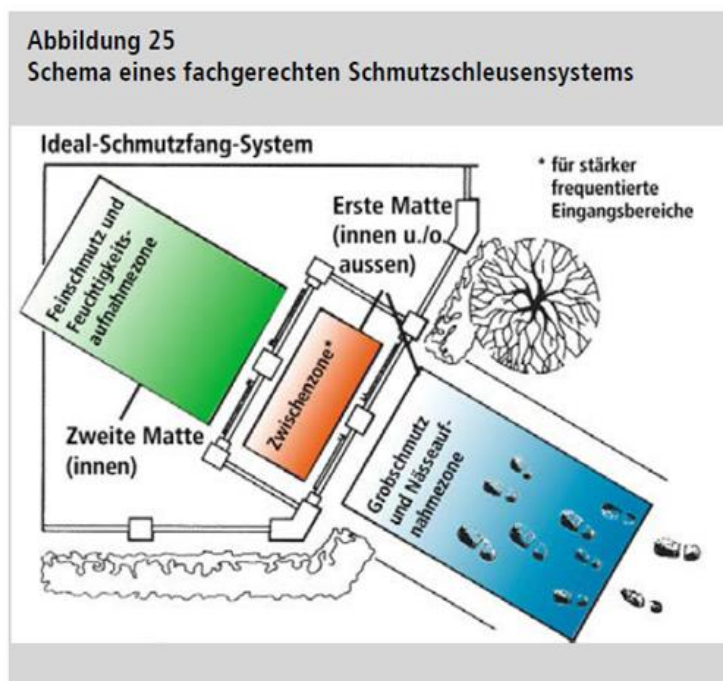 Abbildung 25
Schema eines fachgerechten Schmutzschleusensystems
Ideal-Schmutzfang-System
* für stärker
frequentierte
Eingangsbereiche
Erste Matte
(innen u./o.
aussen)
Feinschmutz und
Feuchtigkeits-
aufnahmezone
Zwischenzone*
Zweite Matte
(innen)
Grobschmutz
und Nässeauf-
nahmezone